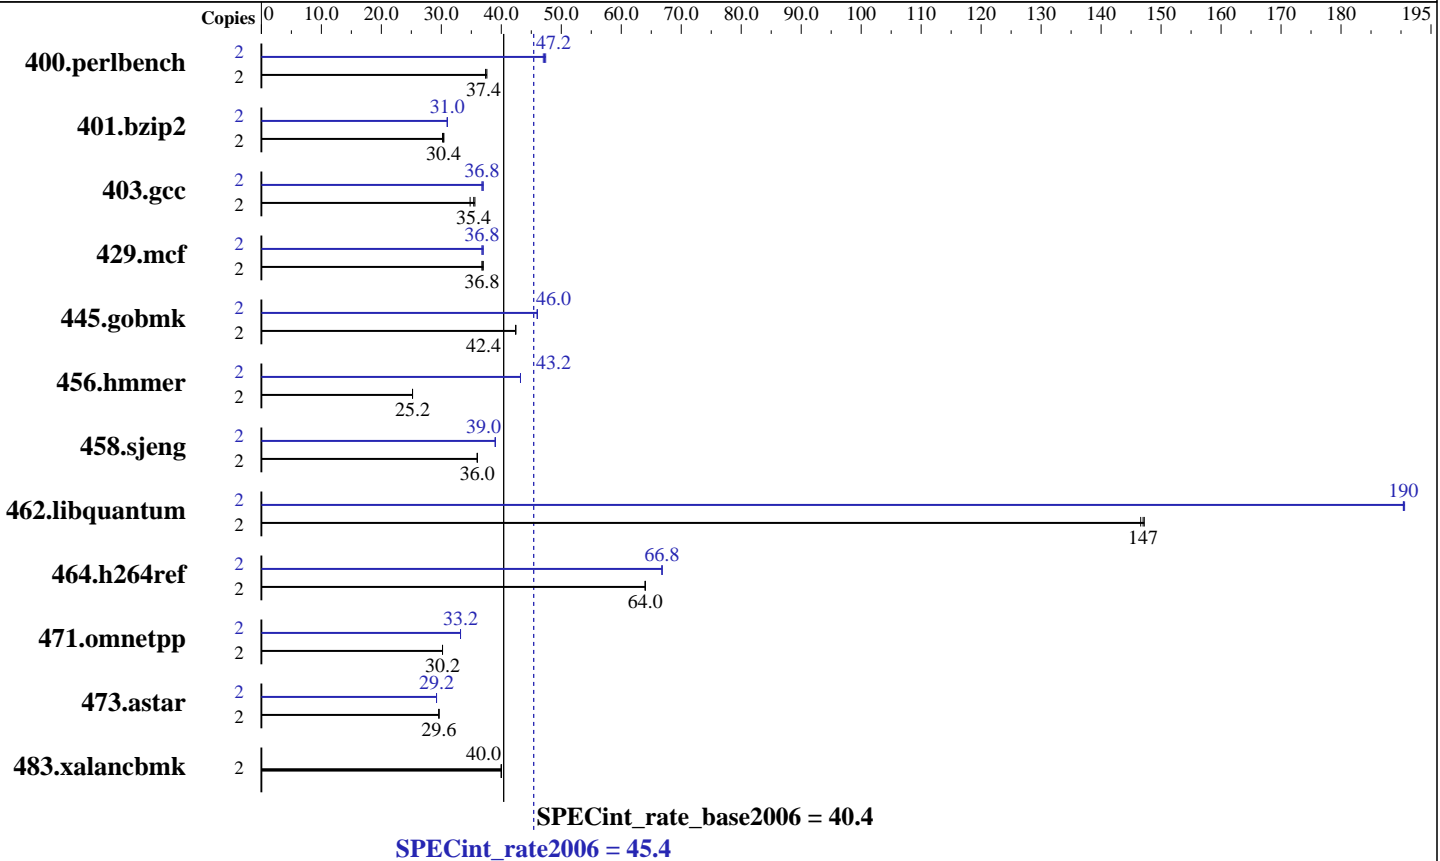 Copies 0 10.0 20.0 30.0 40.0 50.0 60.0 70.0 80.0 90.0 100 110 120 130 140 150 160 170 180 195
400.perlbench 2 47.2
2 37.4
401.bzip2 2 31.0
2 30.4
403.gcc 2 36.8
2 35.4
429.mcf 2 36.8
2 36.8
445.gobmk 2 46.0
2 42.4
456.hmmer 2 43.2
2 25.2
458.sjeng 2 39.0
2 36.0
462.libquantum 2 190
2 147
464.h264ref 2 66.8
2 64.0
471.omnetpp 2 33.2
2 30.2
473.astar 2 29.2
2 29.6
483.xalancbmk 2 40.0
SPECint_rate_base2006 = 40.4
SPECint_rate2006 = 45.4